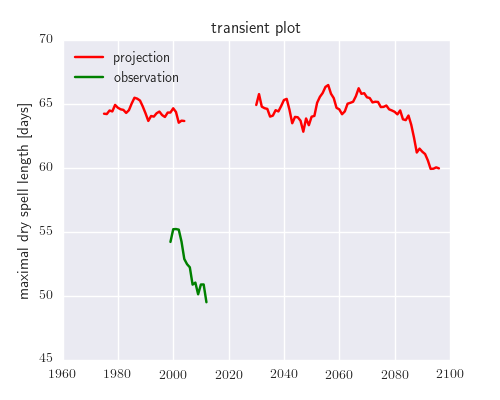 transient plot
projection
observation
maximal dry spell length [days]
70
65
60
55
50
45
1960 1980 2000 2020 2040 2060 2080 2100